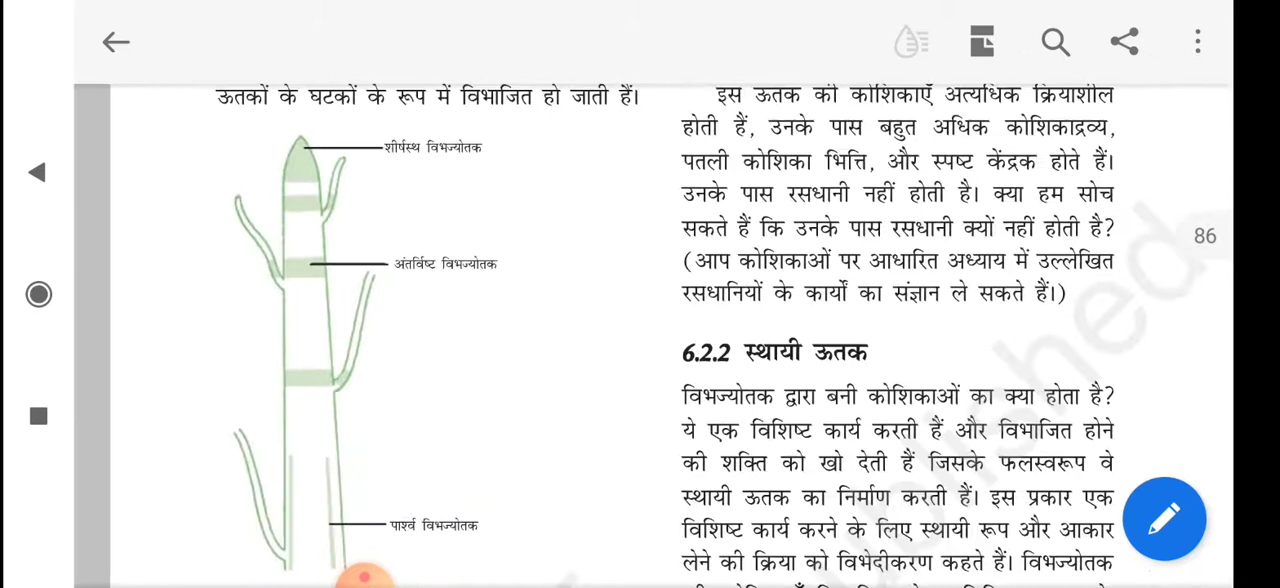 ऊतकों के घटकों के रूप में विभाजित हो जाती हैं।
शीर्षस्थ विभज्योतक
अंतर्विष्ट विभज्योतक
पार्श्व विभज्योतक
इस ऊतक की कोशिकाएँ अत्यधिक क्रियाशील
होती हैं, उनके पास बहुत अधिक कोशिकाद्रव्य,
पतली कोशिका भित्ति, और स्पष्ट केंद्रक होते हैं।
उनके पास रसधानी नहीं होती है। क्या हम सोच
सकते हैं कि उनके पास रसधानी क्यों नहीं होती है?
(आप कोशिकाओं पर आधारित अध्याय में उल्लेखित
रसधानियों के कार्यों का संज्ञान ले सकते हैं।)
6.2.2 स्थायी ऊतक
विभज्योतक द्वारा बनी कोशिकाओं का क्या होता है?
ये एक विशिष्ट कार्य करती हैं और विभाजित होने
की शक्ति को खो देती हैं जिसके फलस्वरूप वे
स्थायी ऊतक का निर्माण करती हैं। इस प्रकार एक
विशिष्ट कार्य करने के लिए स्थायी रूप और आकार
लेने की क्रिया को विभेदीकरण कहते हैं। विभज्योतक
86